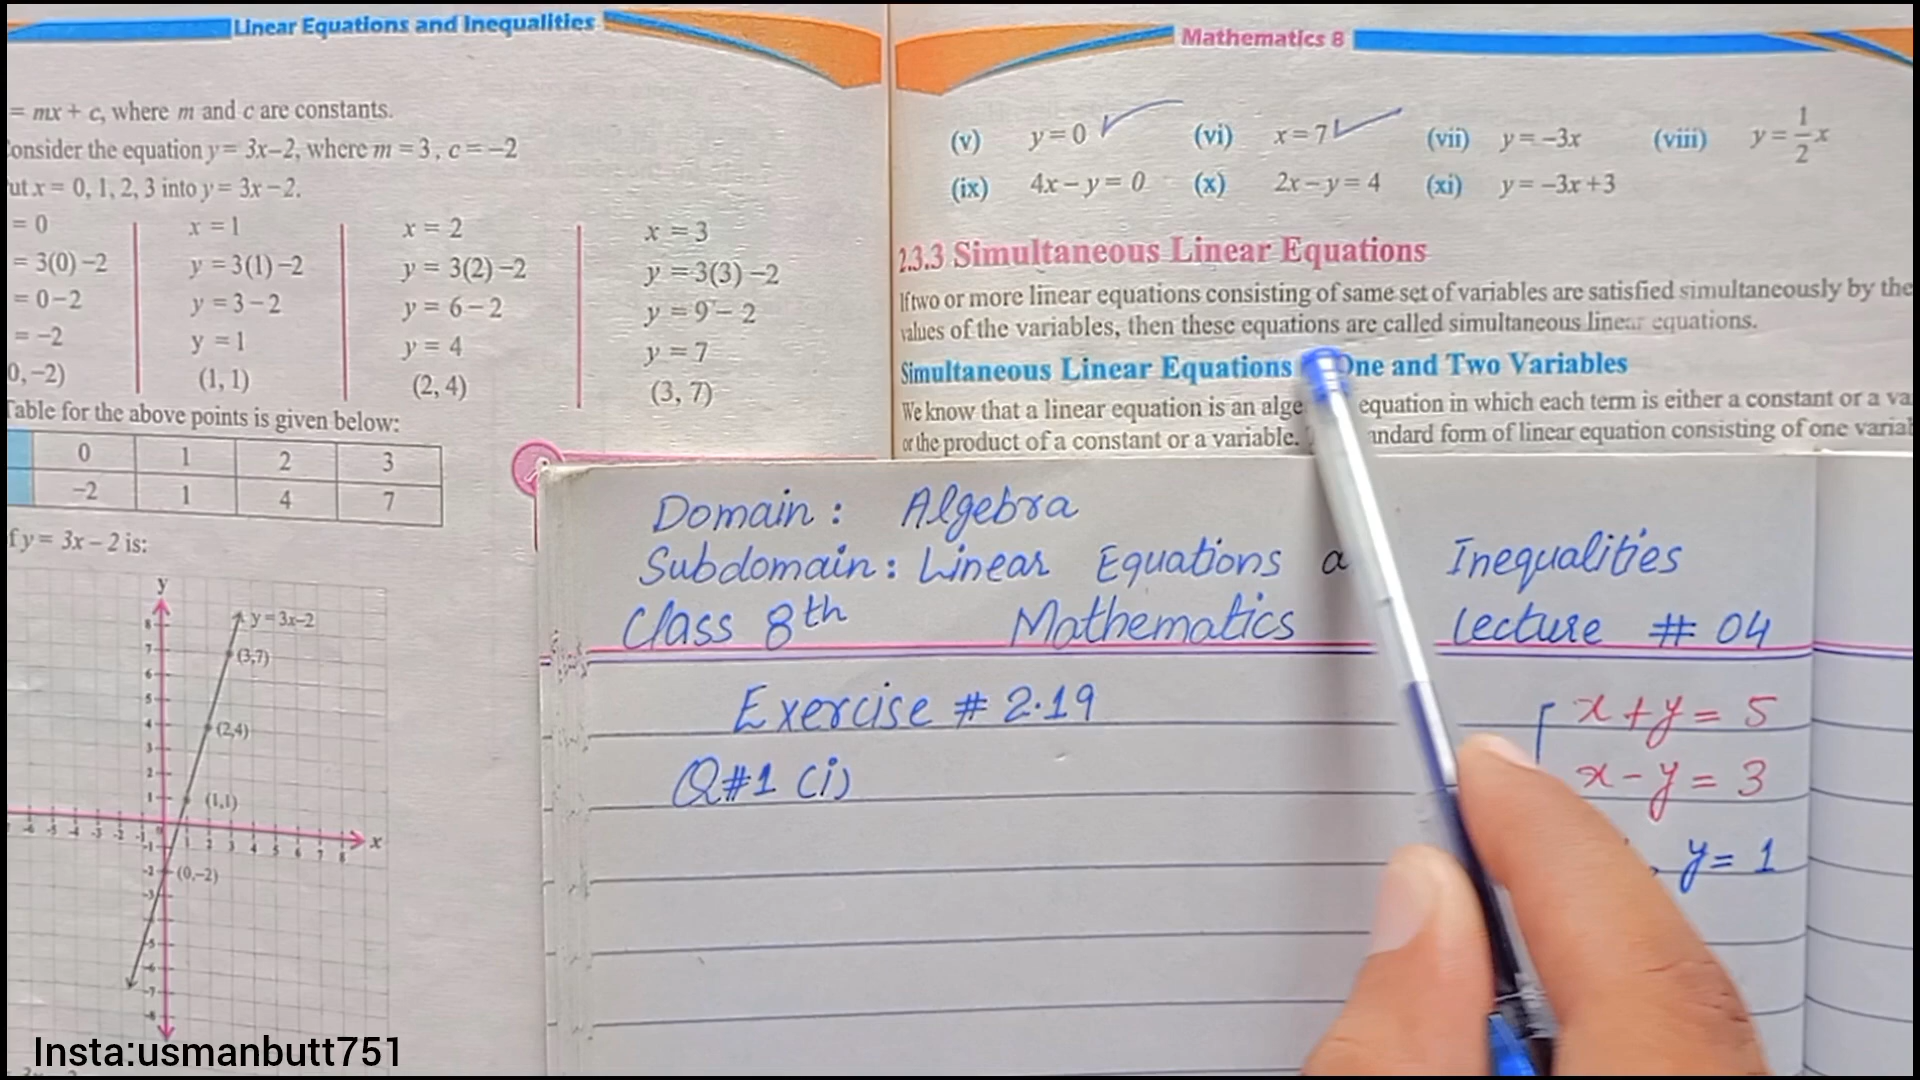 Linear Equations and Inequalities
= mx + c, where m and c are constants.
onsider the equation y = 3x–2, where m = 3, c = –2
ut x = 0, 1, 2, 3 into y = 3x – 2.
= 0
= 3(0) –2
= 0–2
= –2
0, –2)
x = 1
y = 3(1) –2
y = 3 – 2
y = 1
(1, 1)
x = 2
y = 3(2) –2
y = 6 – 2
y = 4
(2, 4)
x = 3
y = 3(3) –2
y = 9 – 2
y = 7
(3, 7)
Table for the above points is given below:
0 1 2 3
–2 1 4 7
f y = 3x – 2 is:
y
y = 3x–2
(3,7)
(2,4)
(1,1)
x
(0,–2)
Mathematics 8
(v) y = 0 (vi) x = 7 (vii) y = –3x (viii) y = 1/2 x
(ix) 4x – y = 0 (x) 2x – y = 4 (xi) y = –3x +3
2.3.3 Simultaneous Linear Equations
If two or more linear equations consisting of same set of variables are satisfied simultaneously by the
values of the variables, then these equations are called simultaneous linear equations.
Simultaneous Linear Equations One and Two Variables
We know that a linear equation is an alge equation in which each term is either a constant or a va
or the product of a constant or a variable. andard form of linear equation consisting of one varia
Domain: Algebra
Subdomain: Linear Equations a Inequalities
Class 8th Mathematics Lecture # 04
Exercise # 2.19
Q#1 (i)
x + y = 5
x - y = 3
y = 1
Insta:usmanbutt751